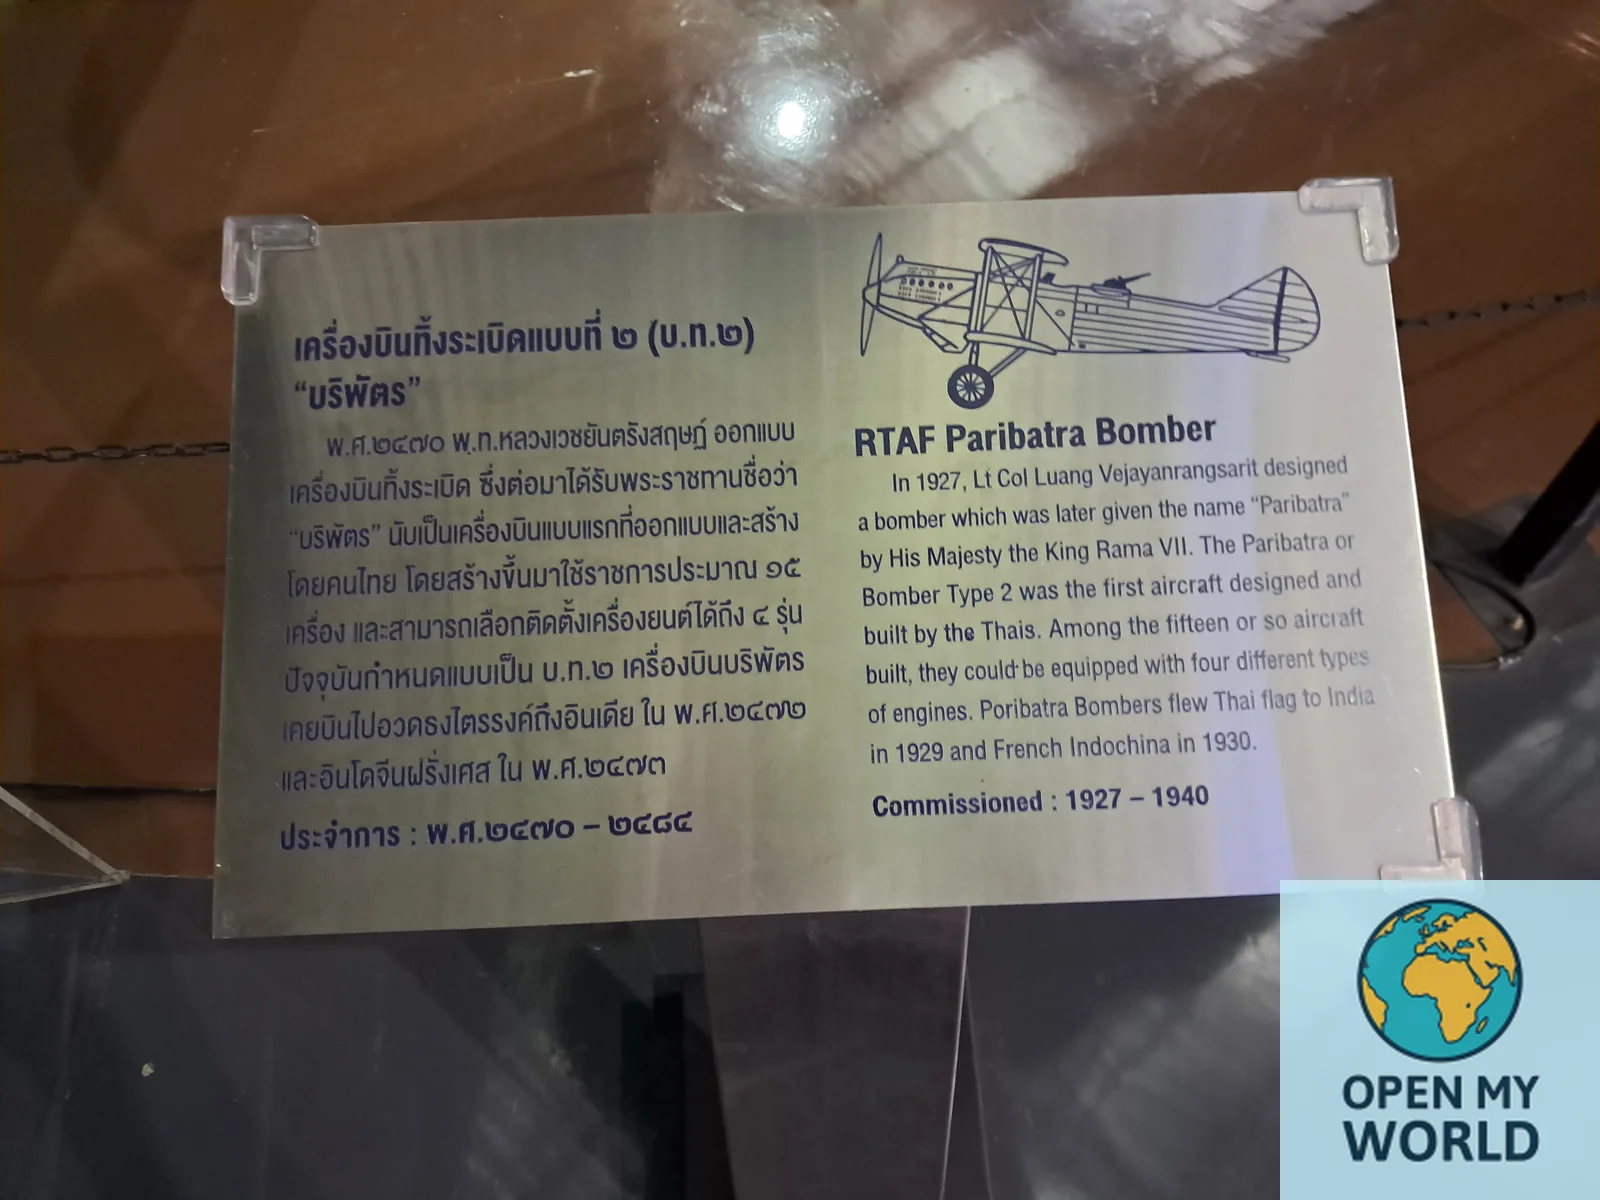 เครื่องบินทิ้งระเบิดแบบที่ ๒ (บ.ท.๒)
“บริพัตร”
พ.ศ.๒๔๗๐ พ.ท.หลวงเวชยันตรังสฤษฏ์ ออกแบบ
เครื่องบินทิ้งระเบิด ซึ่งต่อมาได้รับพระราชทานชื่อว่า
“บริพัตร” นับเป็นเครื่องบินแบบแรกที่ออกแบบและสร้าง
โดยคนไทย โดยสร้างขึ้นมาใช้ราชการประมาณ ๑๕
เครื่อง และสามารถเลือกติดตั้งเครื่องยนต์ได้ถึง ๔ รุ่น
ปัจจุบันกำหนดแบบเป็น บ.ท.๒ เครื่องบินบริพัตร
เคยบินไปอวดธงไตรรงค์ถึงอินเดีย ใน พ.ศ.๒๔๗๒
และอินโดจีนฝรั่งเศส ใน พ.ศ.๒๔๗๓
ประจำการ : พ.ศ.๒๔๗๐ – ๒๔๘๔
RTAF Paribatra Bomber
In 1927, Lt Col Luang Vejayanrangsarit designed
a bomber which was later given the name “Paribatra”
by His Majesty the King Rama VII. The Paribatra or
Bomber Type 2 was the first aircraft designed and
built by the Thais. Among the fifteen or so aircraft
built, they could be equipped with four different types
of engines. Poribatra Bombers flew Thai flag to India
in 1929 and French Indochina in 1930.
Commissioned : 1927 – 1940
OPEN MY
WORLD